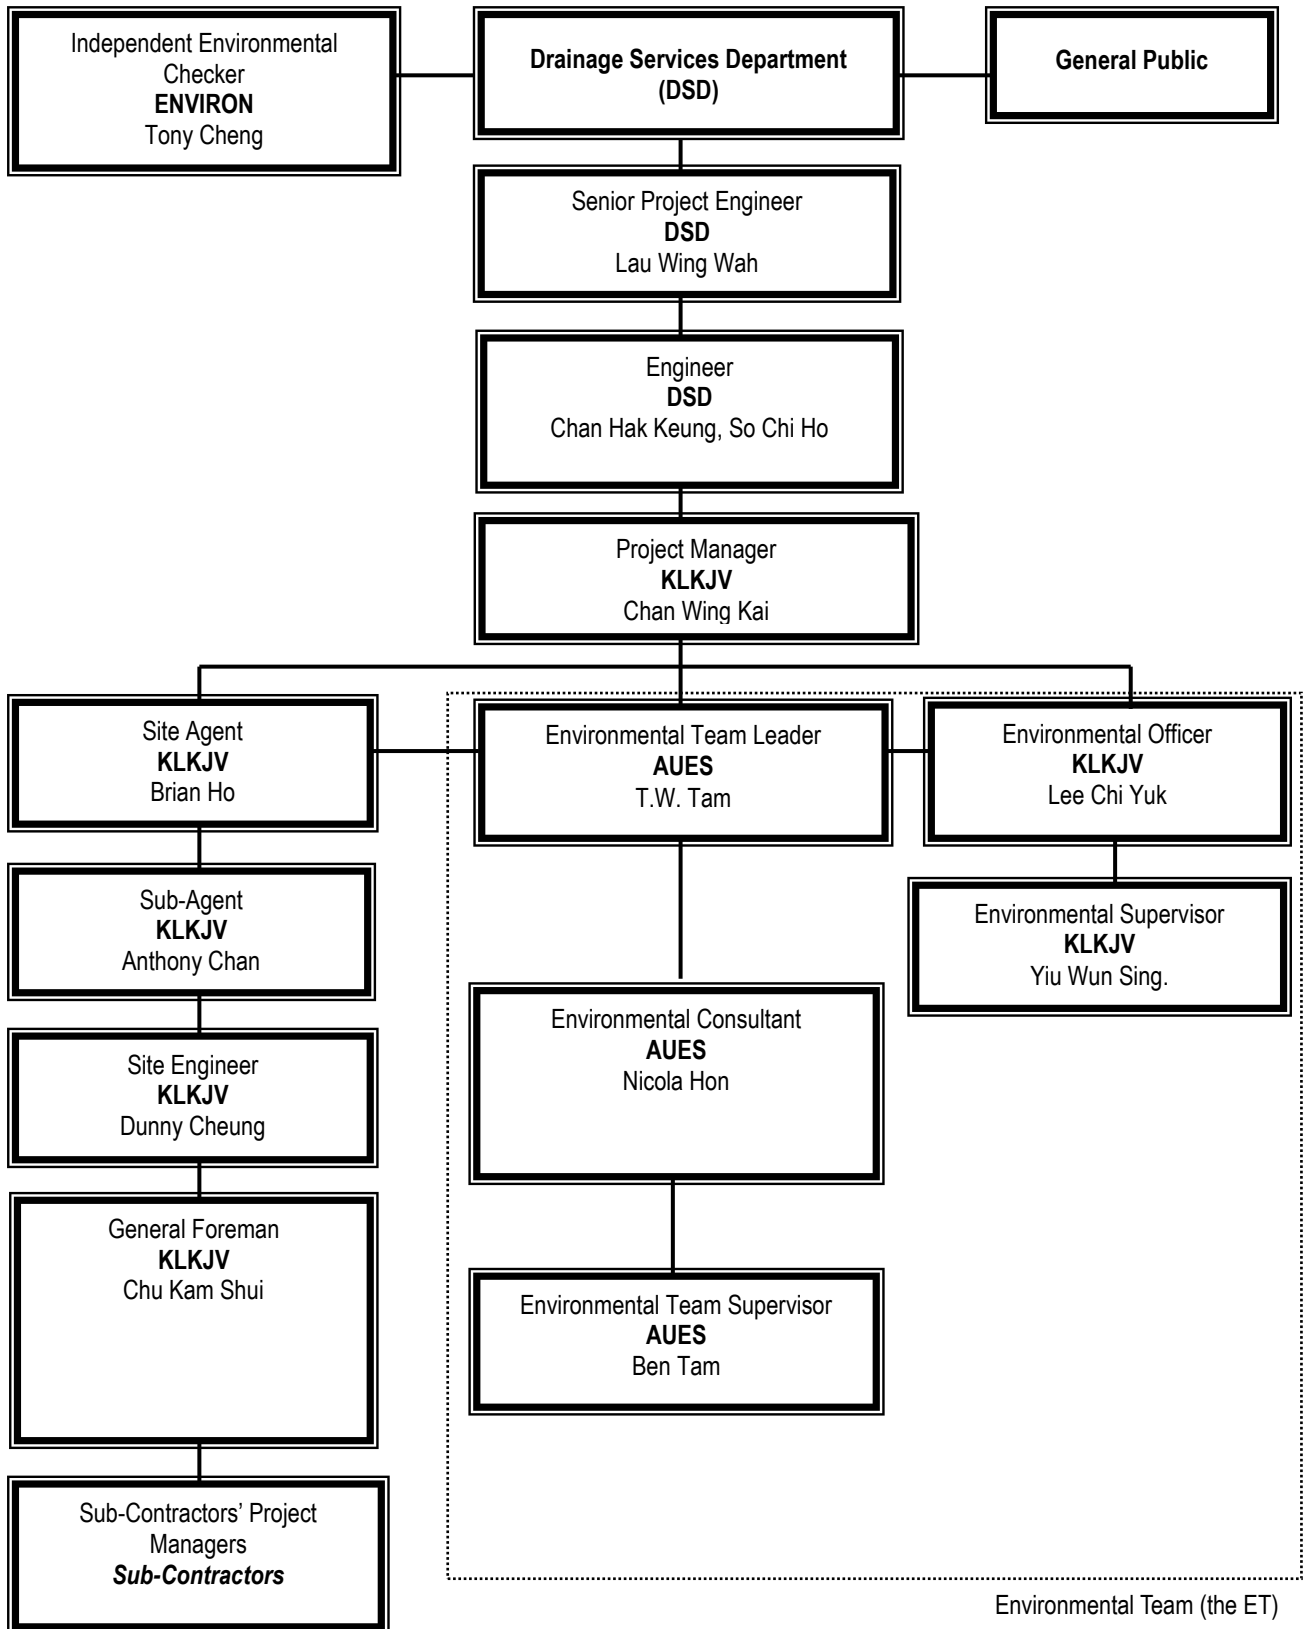 Independent Environmental
Checker
ENVIRON
Tony Cheng
Drainage Services Department
(DSD)
General Public
Senior Project Engineer
DSD
Lau Wing Wah
Engineer
DSD
Chan Hak Keung, So Chi Ho
Project Manager
KLKJV
Chan Wing Kai
Site Agent
KLKJV
Brian Ho
Environmental Team Leader
AUES
T.W. Tam
Environmental Officer
KLKJV
Lee Chi Yuk
Sub-Agent
KLKJV
Anthony Chan
Environmental Supervisor
KLKJV
Yiu Wun Sing.
Environmental Consultant
AUES
Nicola Hon
Site Engineer
KLKJV
Dunny Cheung
General Foreman
KLKJV
Chu Kam Shui
Environmental Team Supervisor
AUES
Ben Tam
Sub-Contractors’ Project
Managers
Sub-Contractors
Environmental Team (the ET)